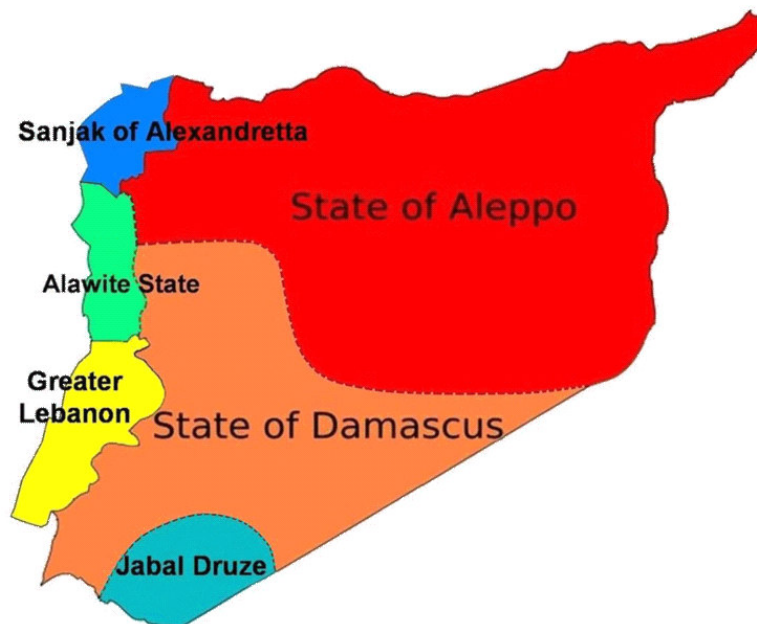 Sanjak of Alexandretta
State of Aleppo
Alawite State
Greater
Lebanon
State of Damascus
Jabal Druze